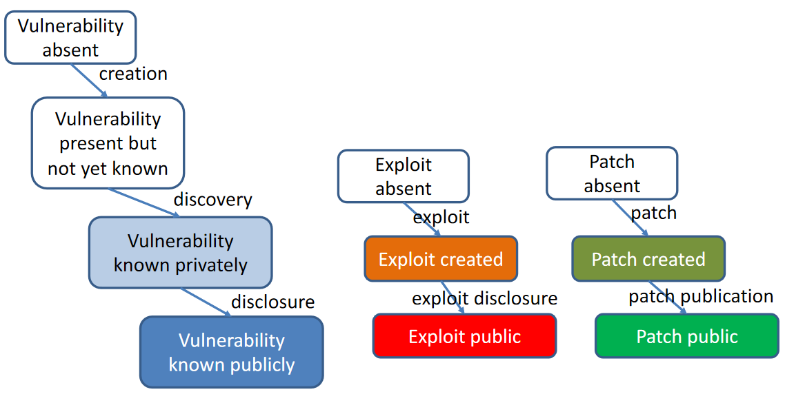 Vulnerability
absent
creation
Vulnerability
present but
not yet known
discovery
Vulnerability
known privately
disclosure
Vulnerability
known publicly
Exploit
absent
exploit
Exploit created
exploit disclosure
Exploit public
Patch
absent
patch
Patch created
patch publication
Patch public